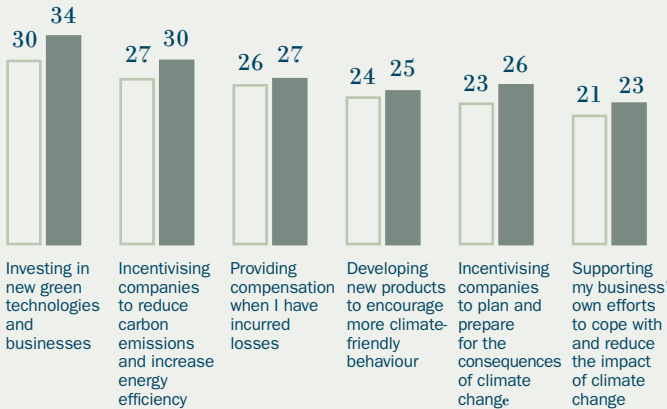 30 34
27 30
26 27
24 25
23 26
21 23
Investing in
new green
technologies
and
businesses
Incentivising
companies
to reduce
carbon
emissions
and increase
energy
efficiency
Providing
compensation
when I have
incurred
losses
Developing
new products
to encourage
more climate-
friendly
behaviour
Incentivising
companies
to plan and
prepare
for the
consequences
of climate
change
Supporting
my business'
own efforts
to cope with
and reduce
the impact
of climate
change